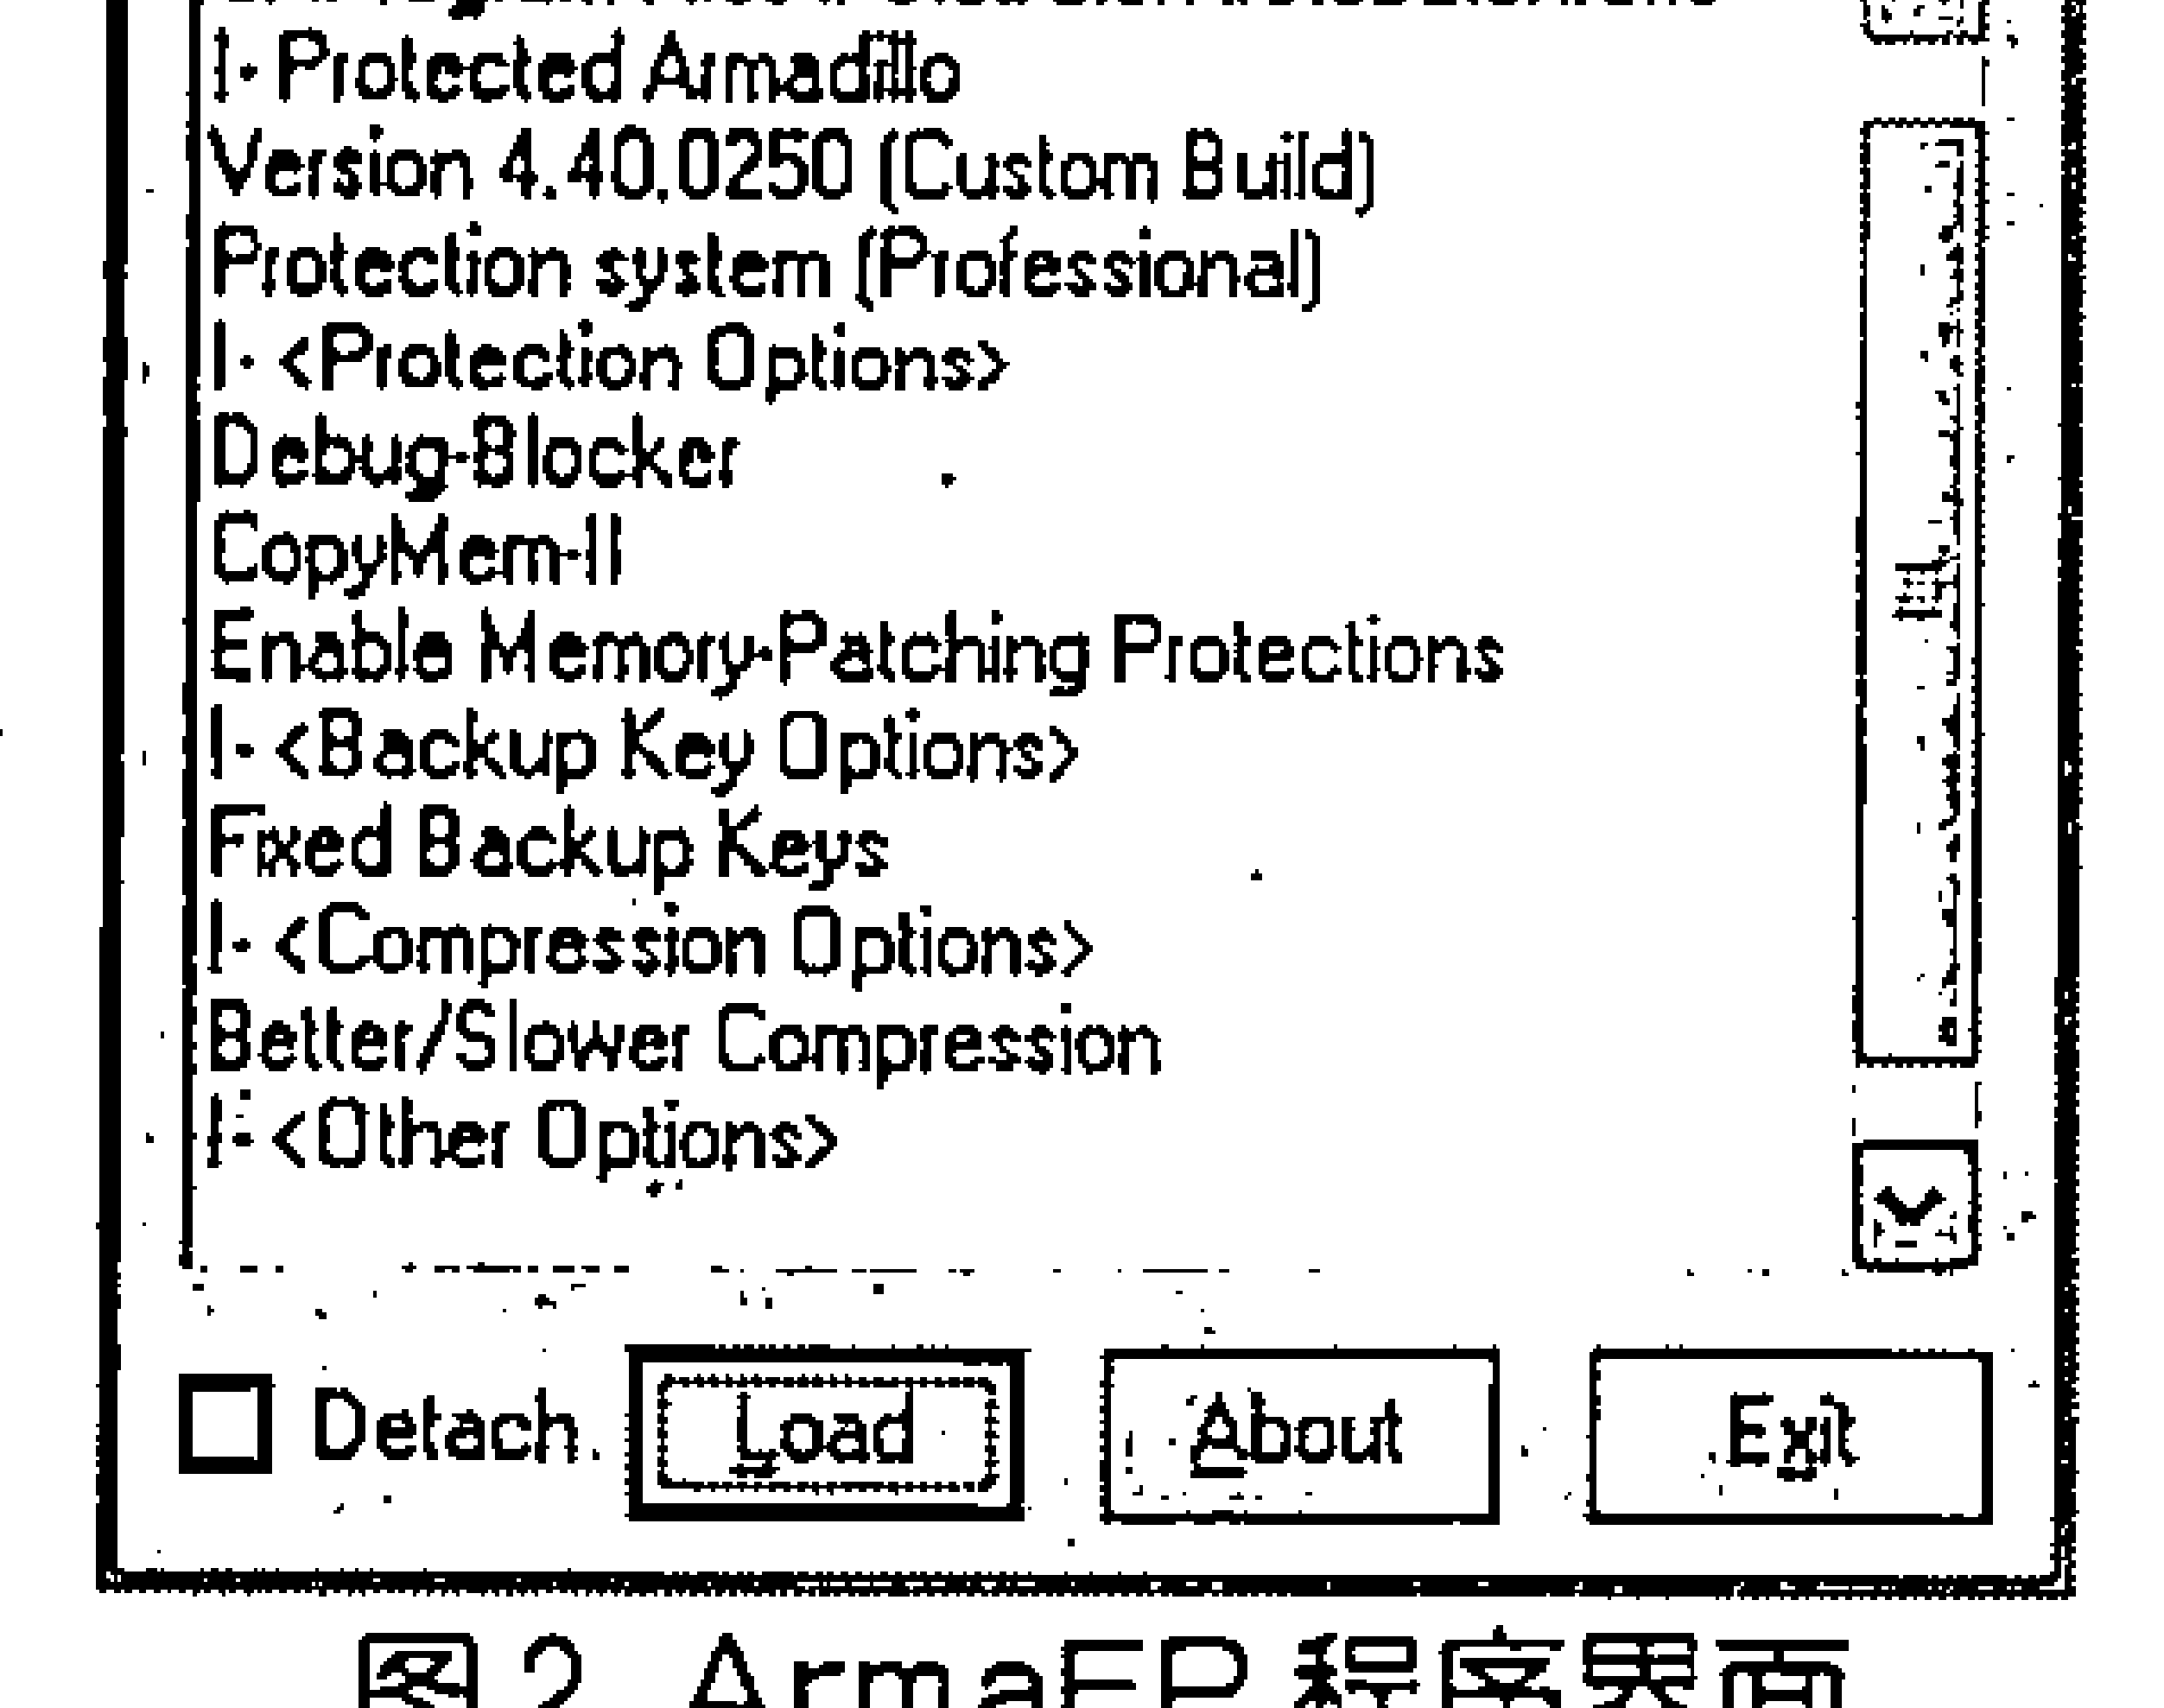 !- Protected Armadillo
Version 4.40.0250 (Custom Build)
Protection system (Professional)
!- <Protection Options>
Debug-Blocker
CopyMem-II
Enable Memory-Patching Protections
!- <Backup Key Options>
Fixed Backup Keys
!- <Compression Options>
Better/Slower Compression
!- <Other Options>
Detach. Load About Exit
图2 ArmaFP 程序界面